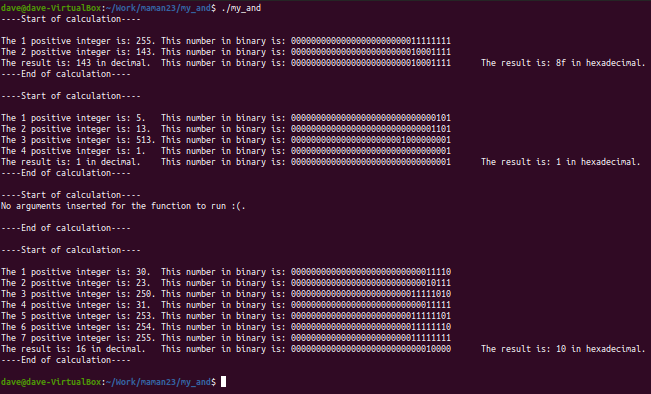 dave@dave-VirtualBox:~/Work/maman23/my_and$ ./my_and
----Start of calculation----
The 1 positive integer is: 255. This number in binary is: 00000000000000000000000011111111
The 2 positive integer is: 143. This number in binary is: 00000000000000000000000010001111
The result is: 143 in decimal.  This number in binary is: 00000000000000000000000010001111      The result is: 8f in hexadecimal.
----End of calculation----
----Start of calculation----
The 1 positive integer is: 5.   This number in binary is: 00000000000000000000000000000101
The 2 positive integer is: 13.  This number in binary is: 00000000000000000000000000001101
The 3 positive integer is: 513. This number in binary is: 00000000000000000000001000000001
The 4 positive integer is: 1.   This number in binary is: 00000000000000000000000000000001
The result is: 1 in decimal.    This number in binary is: 00000000000000000000000000000001      The result is: 1 in hexadecimal.
----End of calculation----
----Start of calculation----
No arguments inserted for the function to run :(.
----End of calculation----
----Start of calculation----
The 1 positive integer is: 30.  This number in binary is: 00000000000000000000000000011110
The 2 positive integer is: 23.  This number in binary is: 00000000000000000000000000010111
The 3 positive integer is: 250. This number in binary is: 00000000000000000000000011111010
The 4 positive integer is: 31.  This number in binary is: 00000000000000000000000000011111
The 5 positive integer is: 253. This number in binary is: 00000000000000000000000011111101
The 6 positive integer is: 254. This number in binary is: 00000000000000000000000011111110
The 7 positive integer is: 255. This number in binary is: 00000000000000000000000011111111
The result is: 16 in decimal.   This number in binary is: 00000000000000000000000000010000      The result is: 10 in hexadecimal.
----End of calculation----
dave@dave-VirtualBox:~/Work/maman23/my_and$